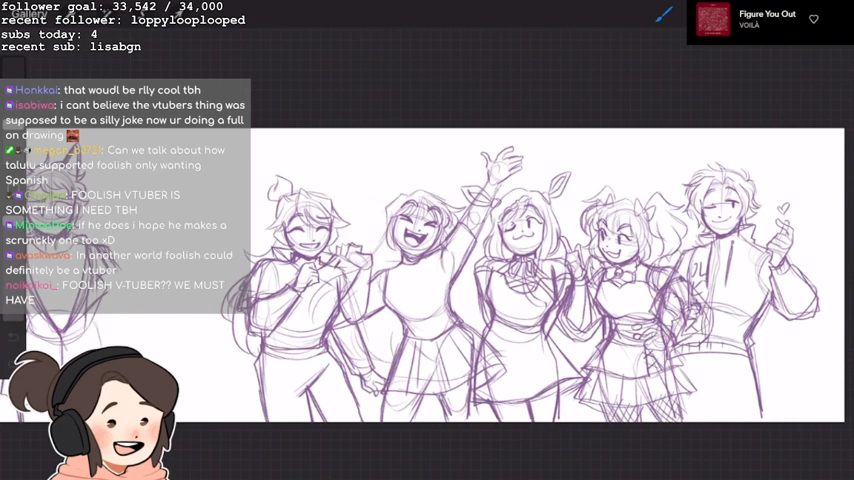 follower goal: 33,542 / 34,000
recent follower: loppylooplooped
subs today: 4
recent sub: lisabgn
Gallery
Figure You Out
VOILÀ
Honkkai: that woudl be rlly cool tbh
isabiwa: i cant believe the vtubers thing was
supposed to be a silly joke now ur doing a full
on drawing
Can we talk about how
talulu supported foolish only wanting
Spanish
FOOLISH VTUBER IS
SOMETHING I NEED TBH
if he does i hope he makes a
scrunckly one too xD
avaskwava: In another world foolish could
definitely be a vtuber
noikoikoi_: FOOLISH V-TUBER?? WE MUST
HAVE